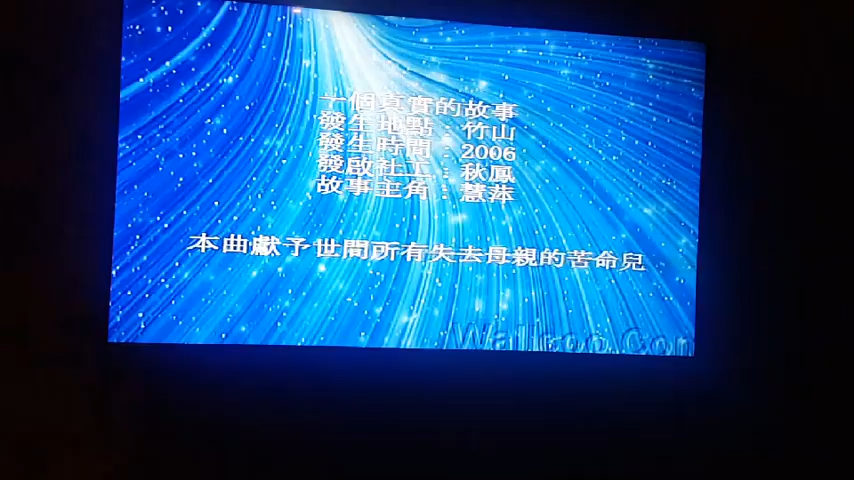 一個真實的故事
發生地點：竹山
發生時間：2006
發啟社工：秋鳳
故事主角：慧萍
本曲獻予世間所有失去母親的苦命兒
Wallcoo.Com